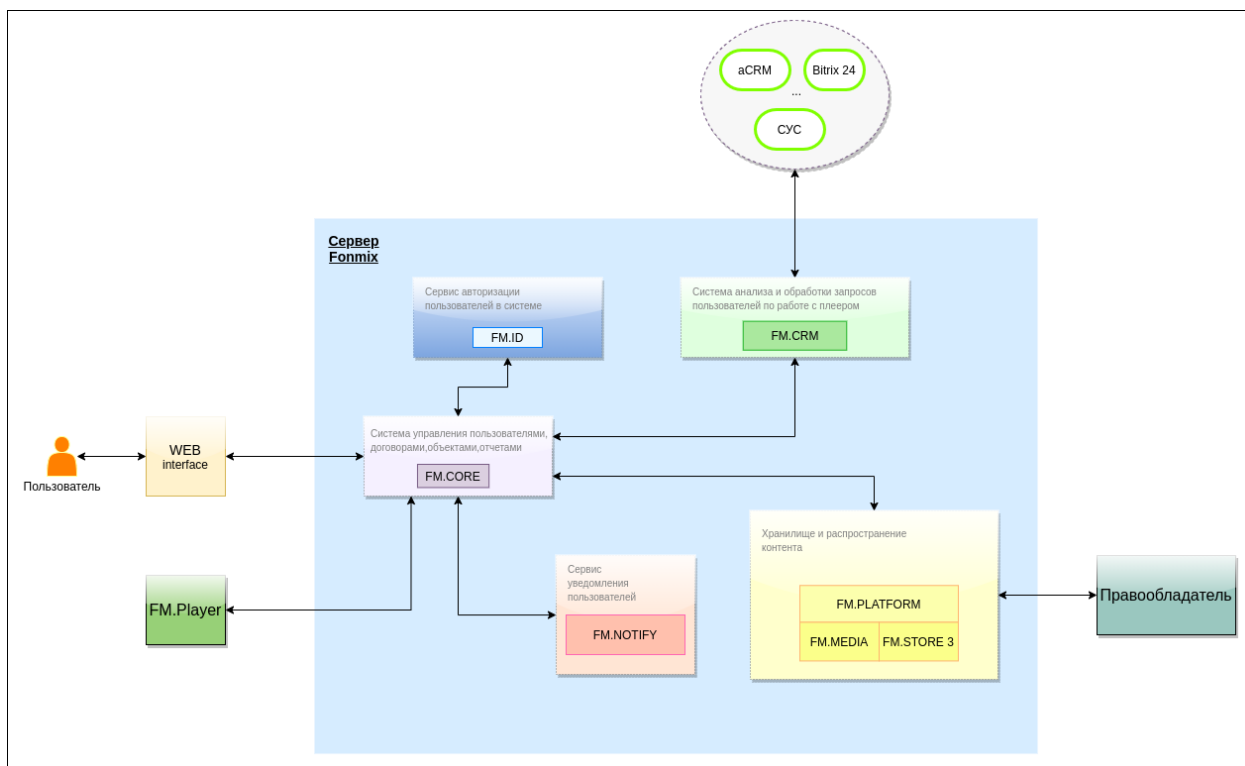 aCRM
Bitrix 24
...
СУС
Сервер
Fonmix
Сервис авторизации
пользователей в системе
FM.ID
Система анализа и обработки запросов
пользователей по работе с плеером
FM.CRM
Система управления пользователями,
договорами,объектами,отчетами
FM.CORE
WEB
interface
Пользователь
FM.Player
Сервис
уведомления
пользователей
FM.NOTIFY
Хранилище и распространение
контента
FM.PLATFORM
FM.MEDIA
FM.STORE 3
Правообладатель